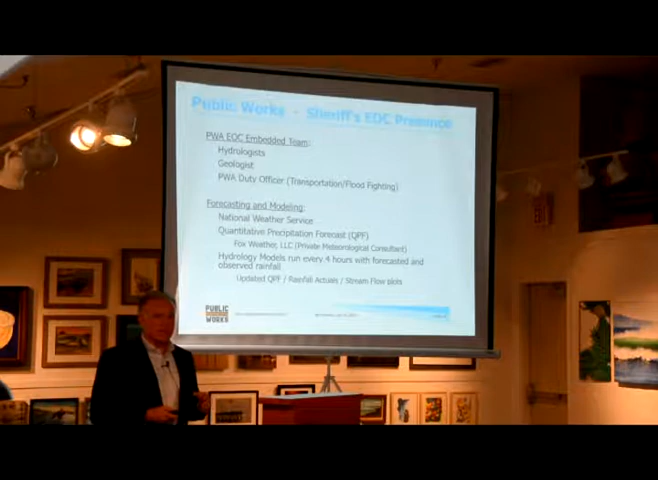 Public Works - Sheriff's EOC Presence
PWA EOC Embedded Team:
Hydrologists
Geologist
PWA Duty Officer (Transportation/Flood Fighting)
Forecasting and Modeling:
National Weather Service
Quantitative Precipitation Forecast (QPF)
Fox Weather, LLC (Private Meteorological Consultant)
Hydrology Models run every 4 hours with forecasted and
observed rainfall
Updated QPF / Rainfall Actuals / Stream Flow plots
PUBLIC
WORKS